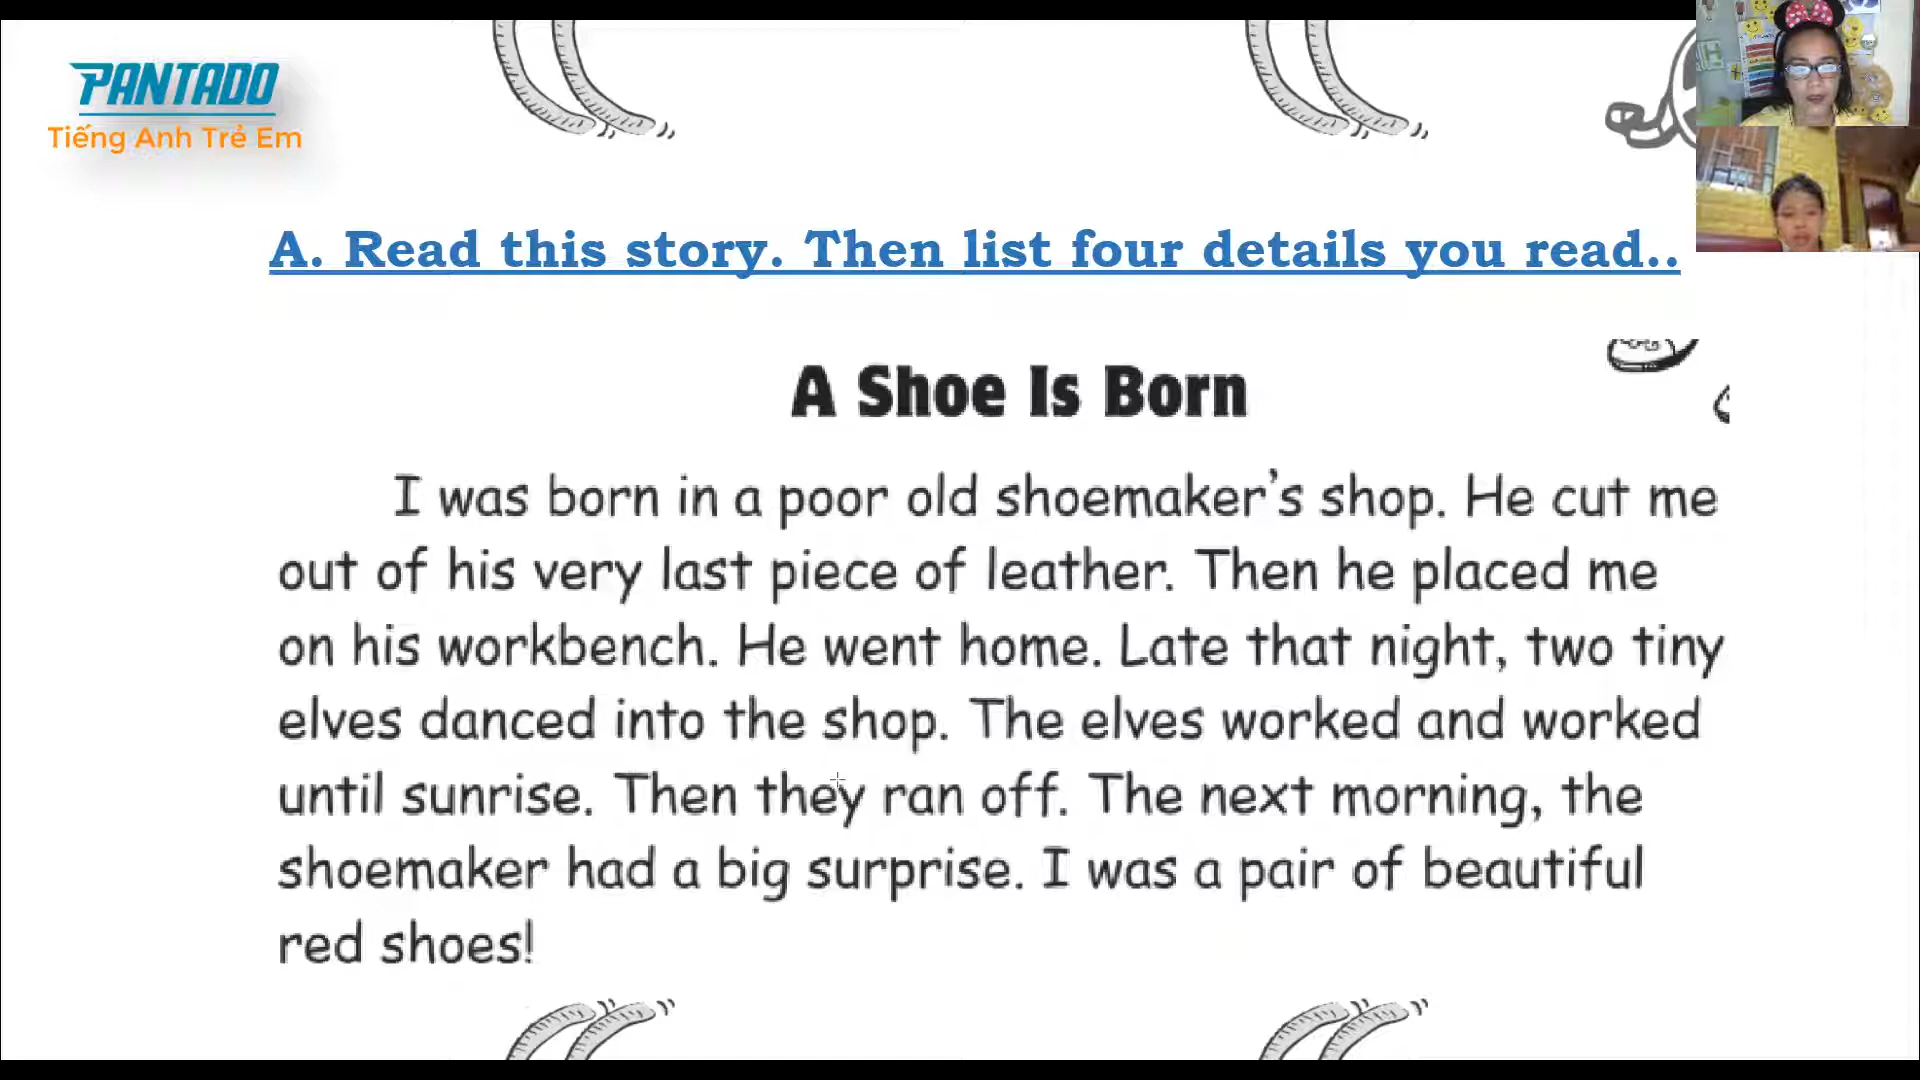 PANTADO
Tiếng Anh Trẻ Em
A. Read this story. Then list four details you read..
A Shoe Is Born
I was born in a poor old shoemaker's shop. He cut me
out of his very last piece of leather. Then he placed me
on his workbench. He went home. Late that night, two tiny
elves danced into the shop. The elves worked and worked
until sunrise. Then they ran off. The next morning, the
shoemaker had a big surprise. I was a pair of beautiful
red shoes!